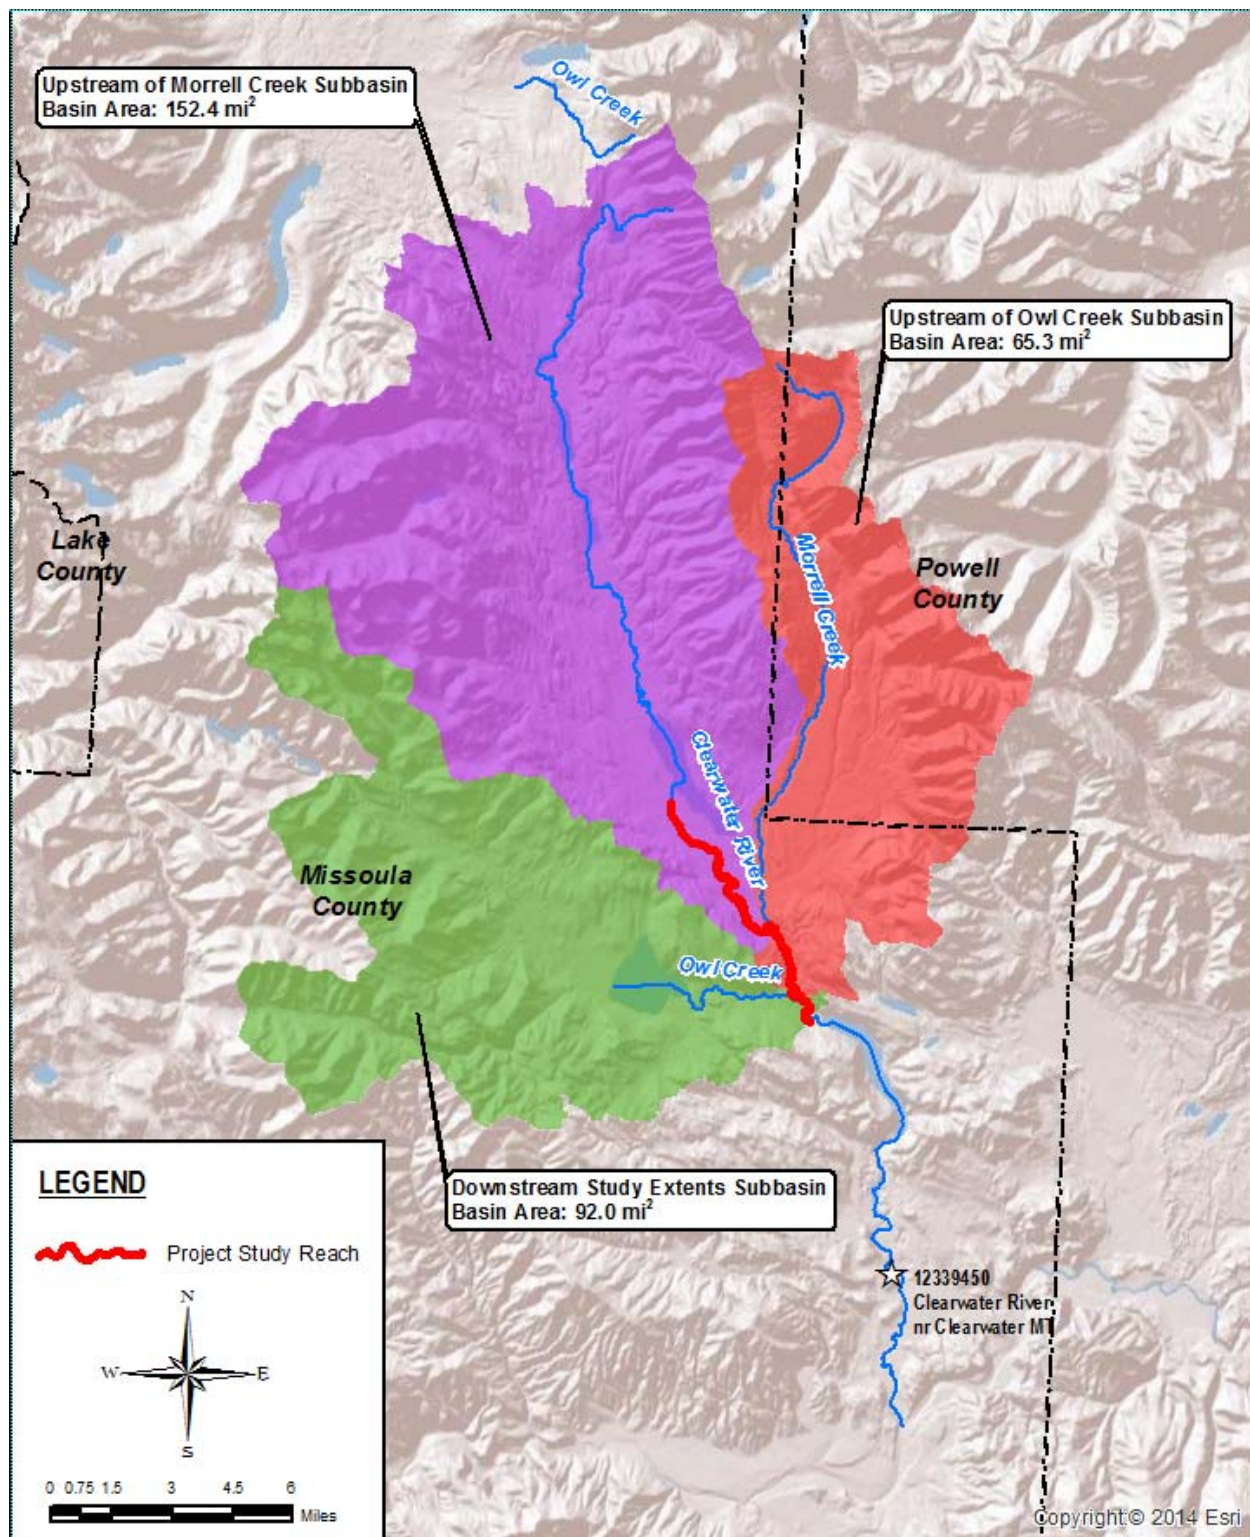 Owl Creek
Upstream of Morrell Creek Subbasin
Basin Area: 152.4 mi²
Upstream of Owl Creek Subbasin
Basin Area: 65.3 mi²
Lake
County
Morrell Creek
Powell
County
Clearwater River
Missoula
County
Owl Creek
Downstream Study Extents Subbasin
Basin Area: 92.0 mi²
LEGEND
Project Study Reach
N
W
E
S
0 0.75 1.5 3 4.5 6
Miles
12339450
Clearwater River
nr Clearwater MT
Copyright:© 2014 Esri